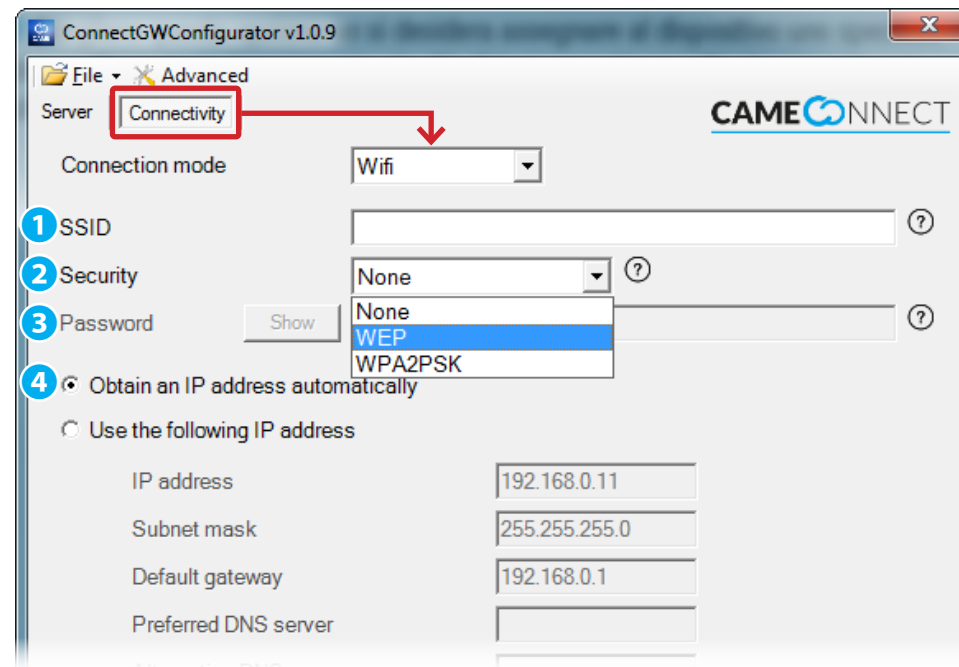 ConnectGWConfigurator v1.0.9
File Advanced
Server Connectivity
CAME CONNECT
Connection mode Wifi
1 SSID ?
2 Security None ?
3 Password Show ?
None
WEP
WPA2PSK
4 Obtain an IP address automatically
Use the following IP address
IP address 192.168.0.11
Subnet mask 255.255.255.0
Default gateway 192.168.0.1
Preferred DNS server